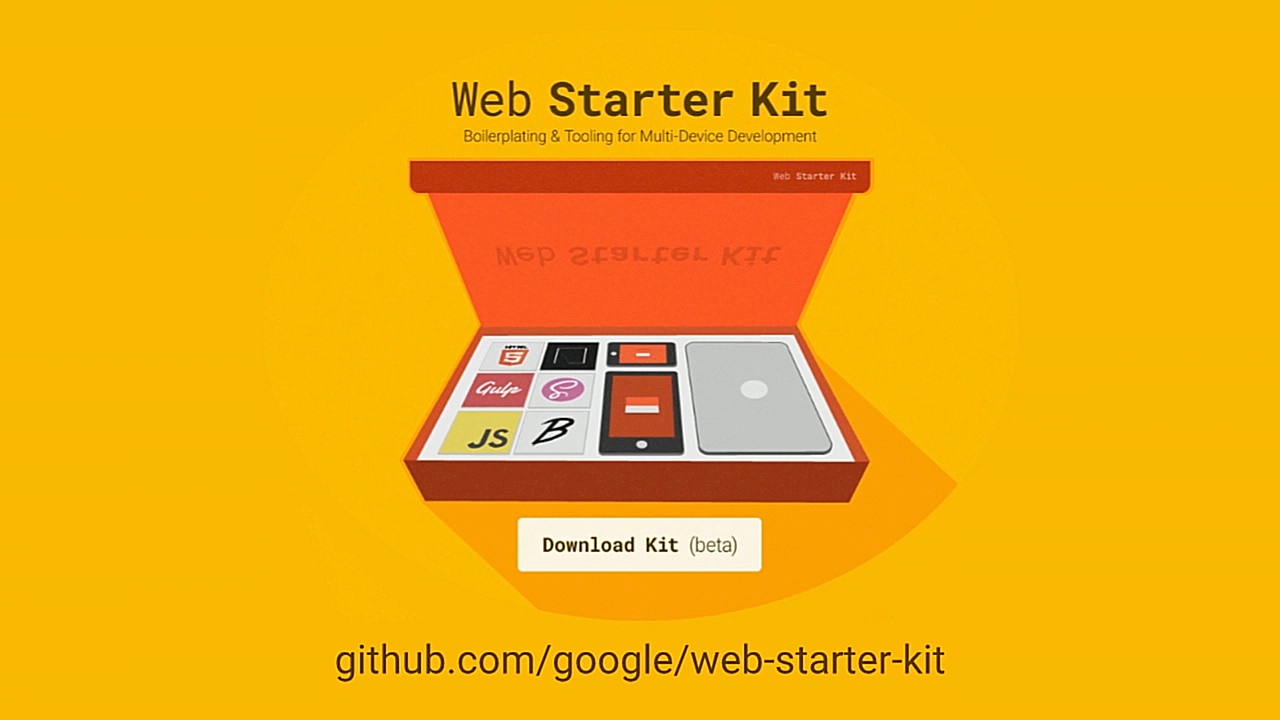 Web Starter Kit
Boilerplating & Tooling for Multi-Device Development
Web Starter Kit
Web Starter Kit
HTML
5
Gulp
S
JS
B
Download Kit (beta)
github.com/google/web-starter-kit